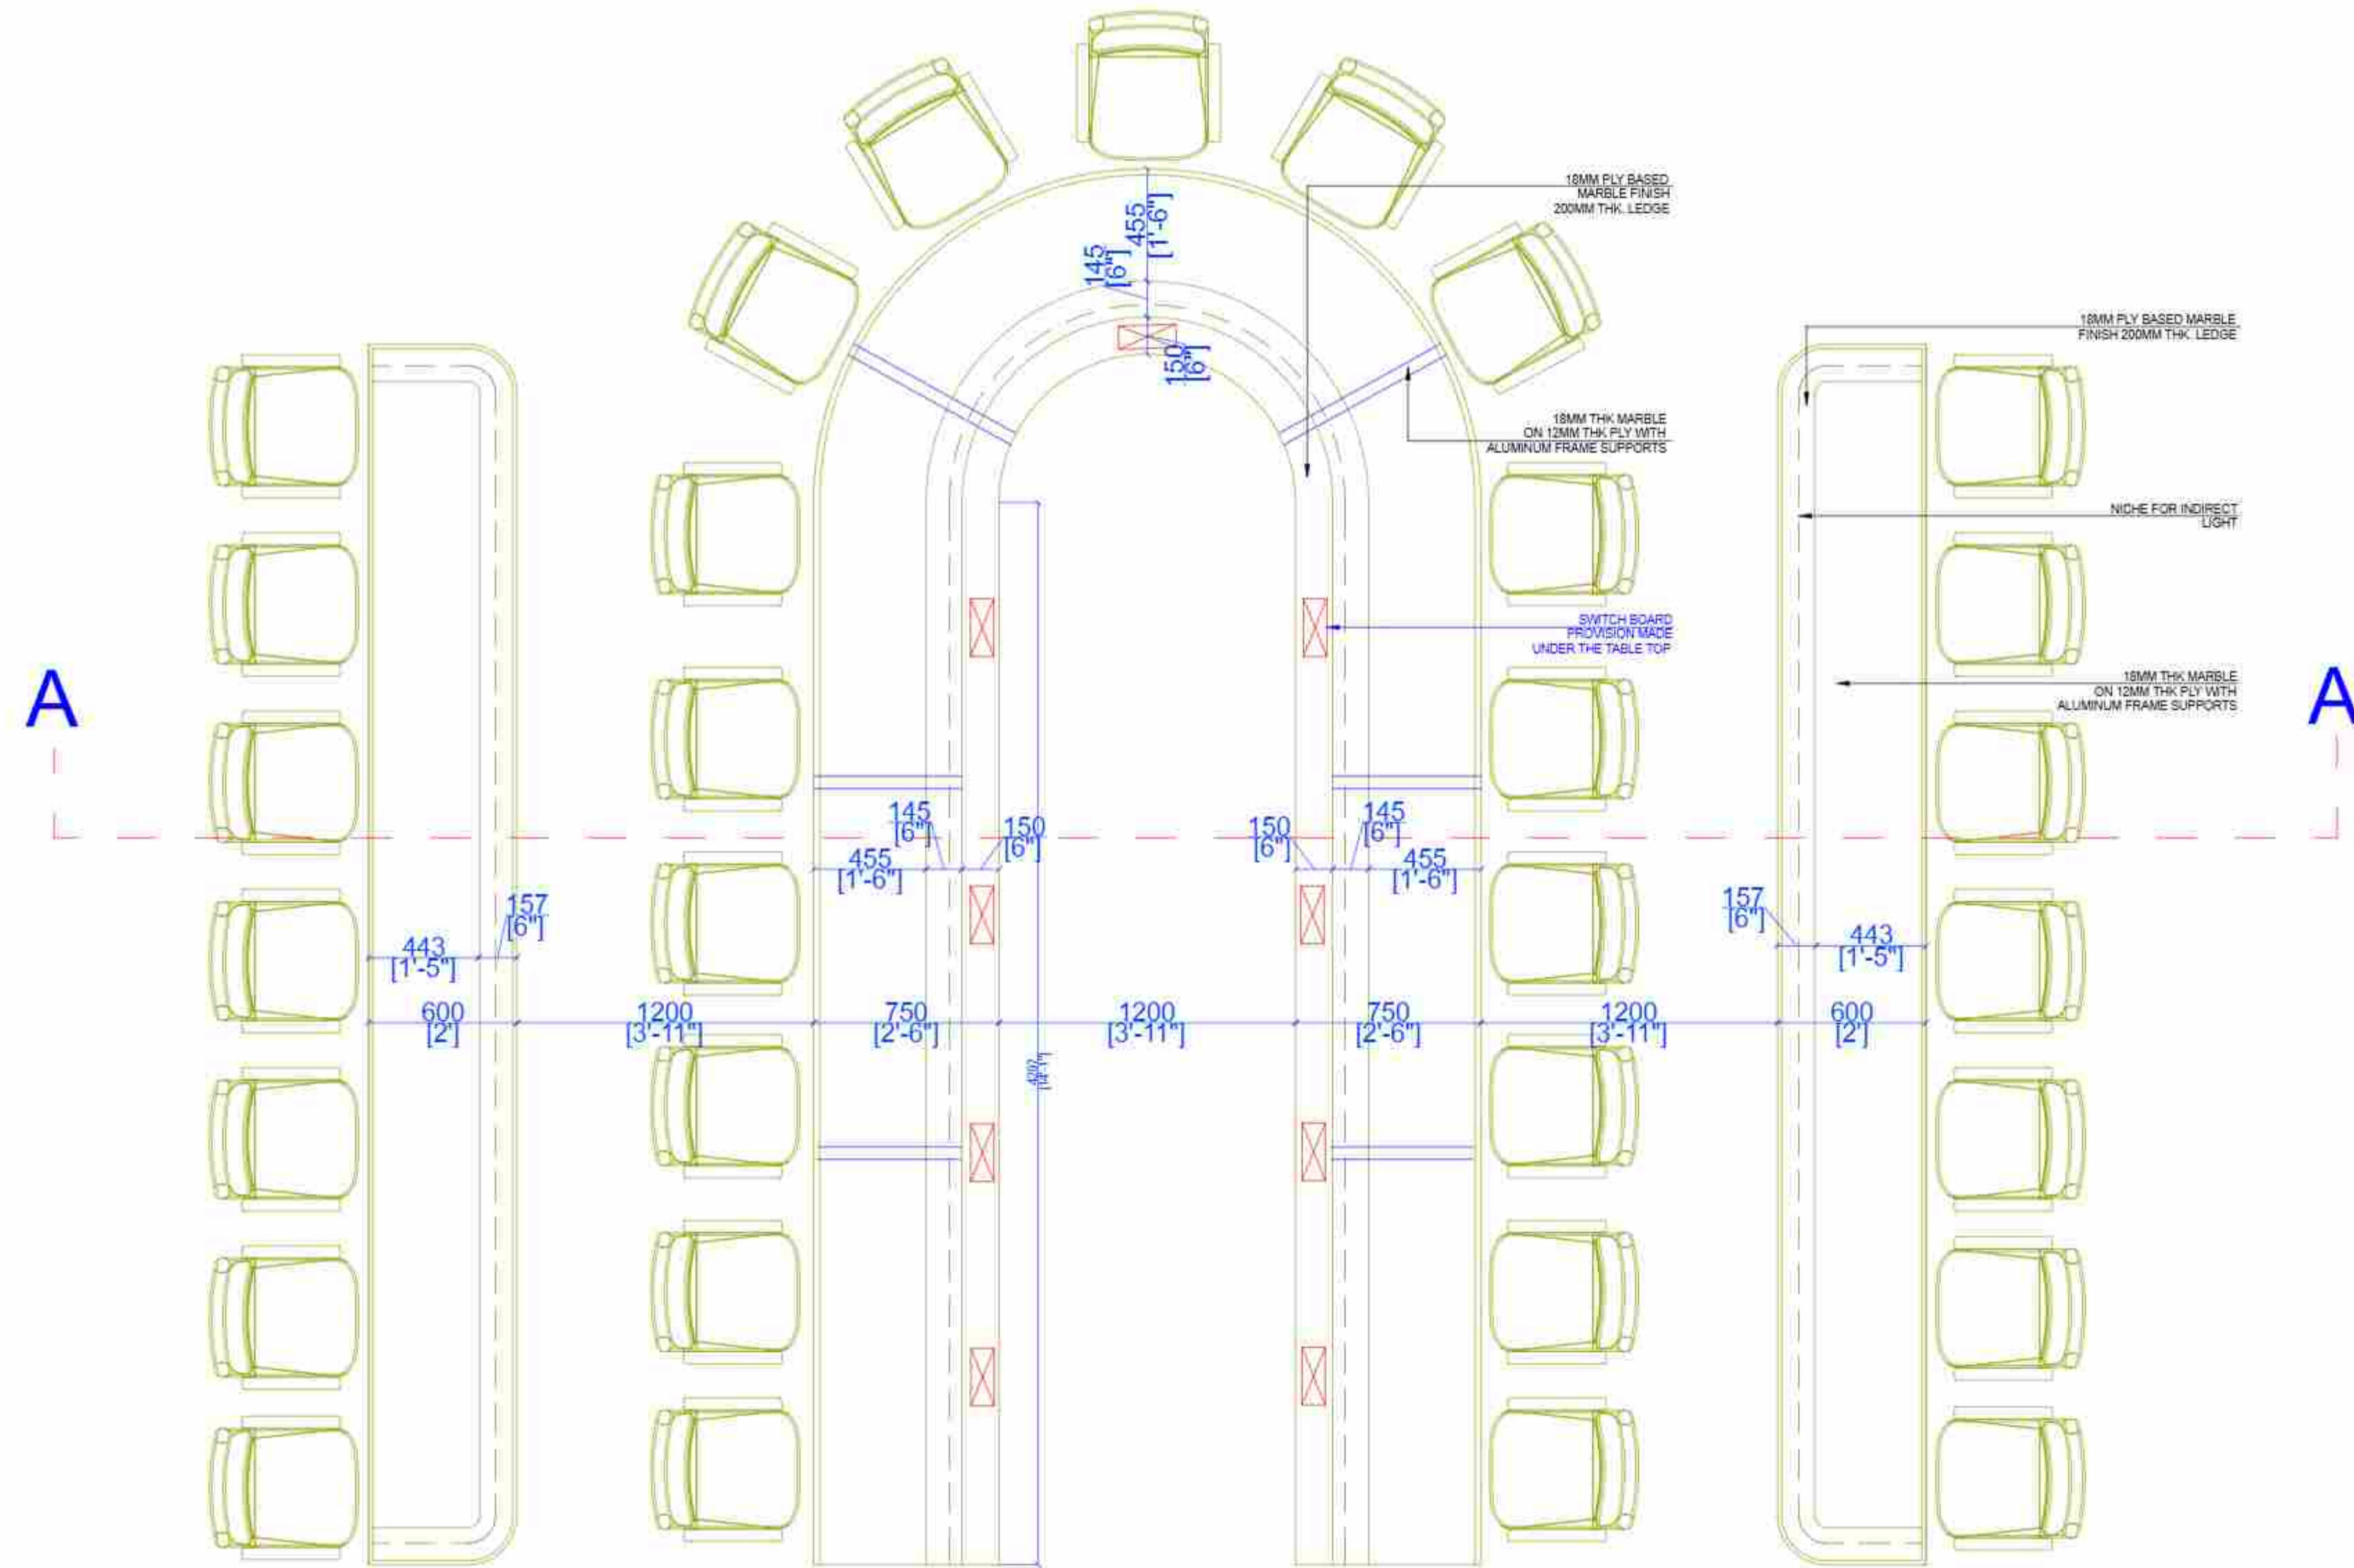 455
[1'-6"]
145
[6"]
150
[6"]
18MM PLY BASED
MARBLE FINISH
200MM THK. LEDGE
18MM PLY BASED MARBLE
FINISH 200MM THK. LEDGE
18MM THK MARBLE
ON 12MM THK PLY WITH
ALUMINUM FRAME SUPPORTS
NICHE FOR INDIRECT
LIGHT
SWITCH BOARD
PROVISION MADE
UNDER THE TABLE TOP
18MM THK MARBLE
ON 12MM THK PLY WITH
ALUMINUM FRAME SUPPORTS
A
A
145
[6"]
150
[6"]
150
[6"]
145
[6"]
455
[1'-6"]
455
[1'-6"]
157
[6"]
157
[6"]
443
[1'-5"]
443
[1'-5"]
600
[2']
1200
[3'-11"]
750
[2'-6"]
1200
[3'-11"]
750
[2'-6"]
1200
[3'-11"]
600
[2']